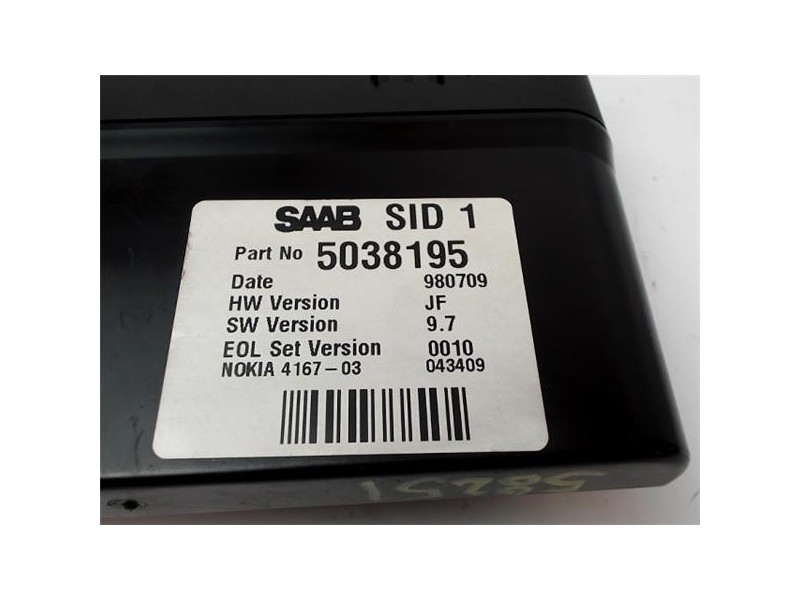 SAAB SID 1
Part No 5038195
Date 980709
HW Version JF
SW Version 9.7
EOL Set Version 0010
NOKIA 4167-03 043409
58251